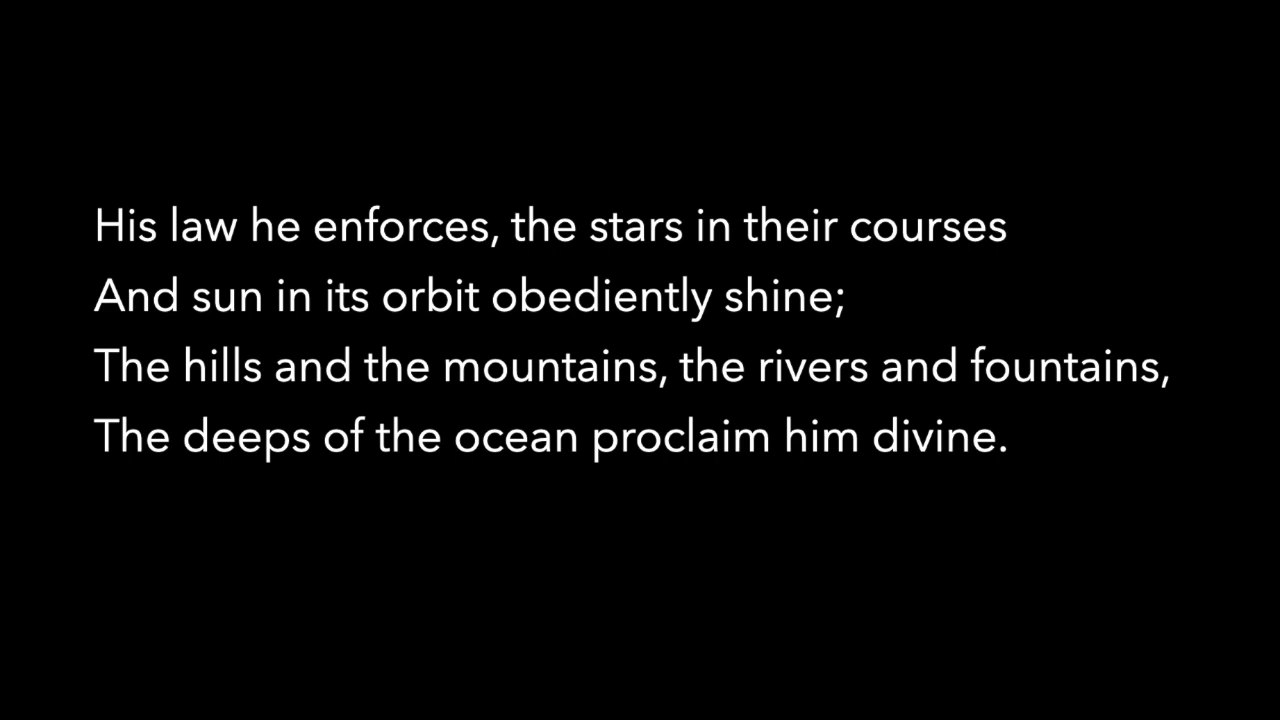 His law he enforces, the stars in their courses
And sun in its orbit obediently shine;
The hills and the mountains, the rivers and fountains,
The deeps of the ocean proclaim him divine.